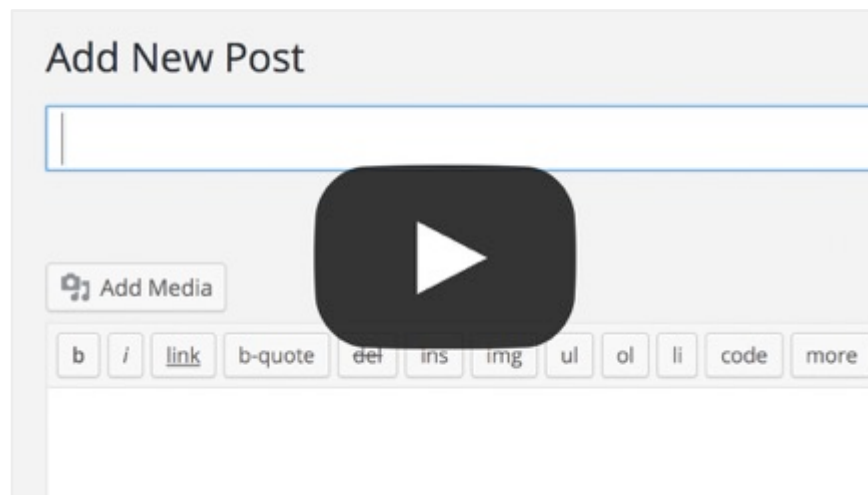 Add New Post
Add Media
b i link b-quote del ins img ul ol li code more